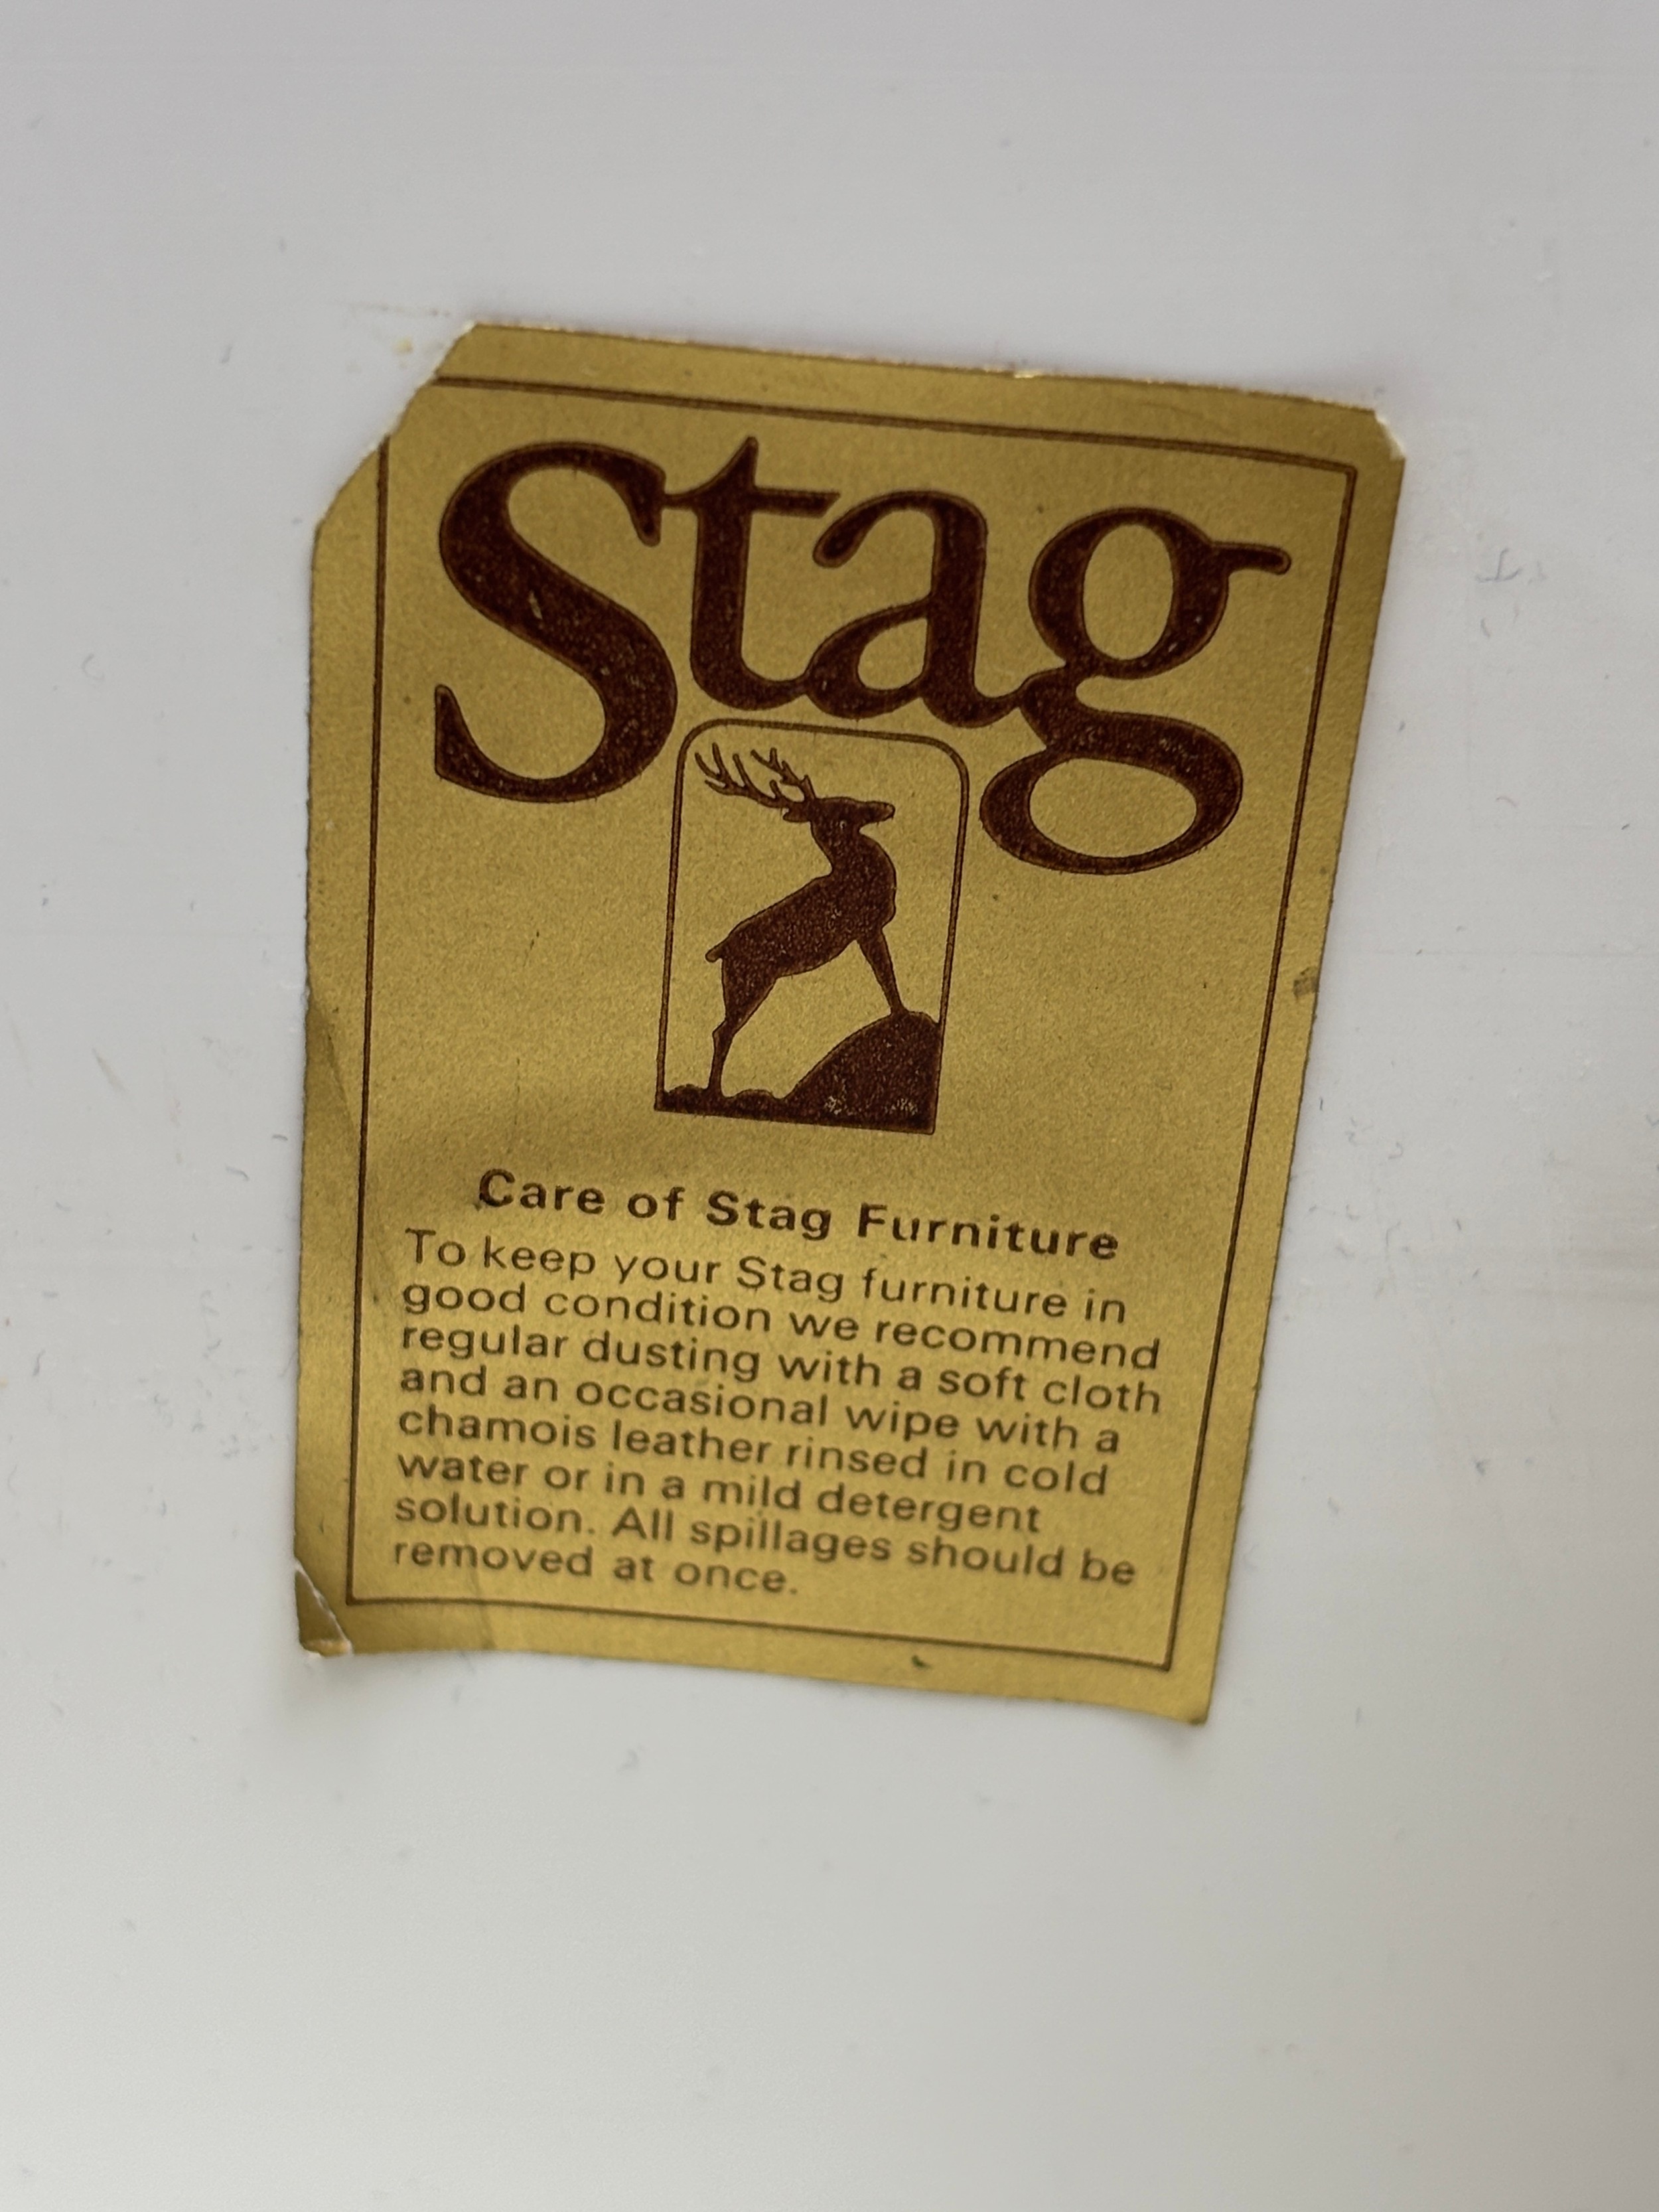 Stag
Care of Stag Furniture
To keep your Stag furniture in
good condition we recommend
regular dusting with a soft cloth
and an occasional wipe with a
chamois leather rinsed in cold
water or in a mild detergent
solution. All spillages should be
removed at once.